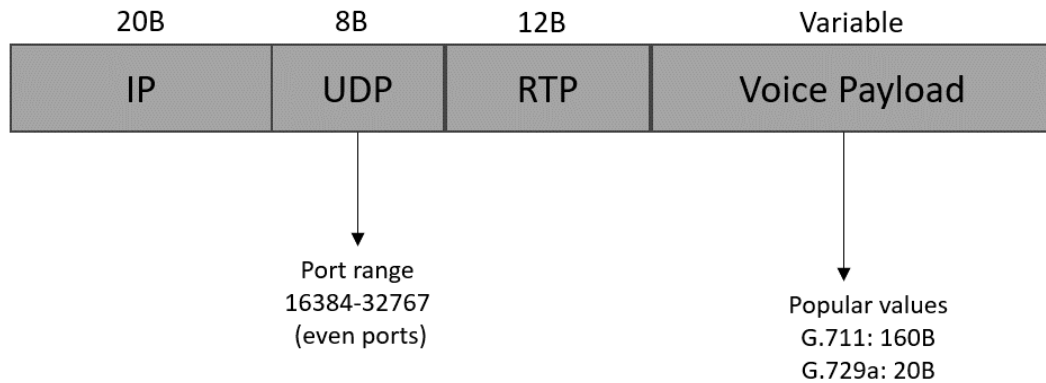 20B 8B 12B Variable
IP UDP RTP Voice Payload
Port range
16384-32767
(even ports)
Popular values
G.711: 160B
G.729a: 20B